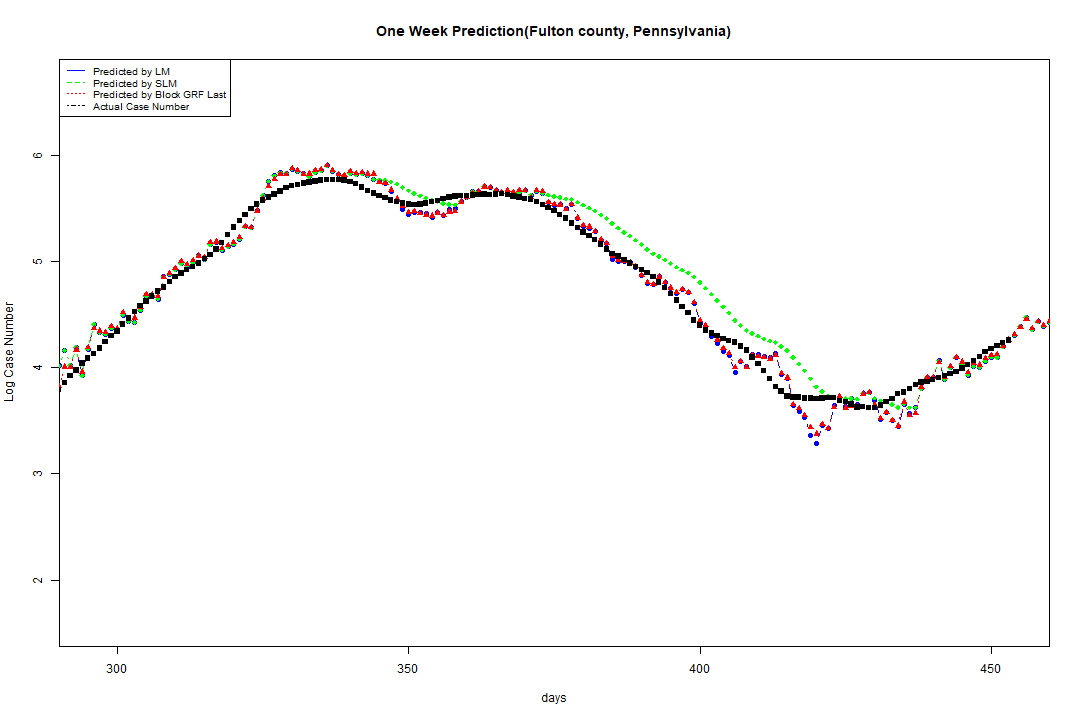 One Week Prediction(Fulton county, Pennsylvania)
Predicted by LM
Predicted by SLM
Predicted by Block GRF Last
Actual Case Number
6
5
4
3
2
Log Case Number
300 350 400 450
days